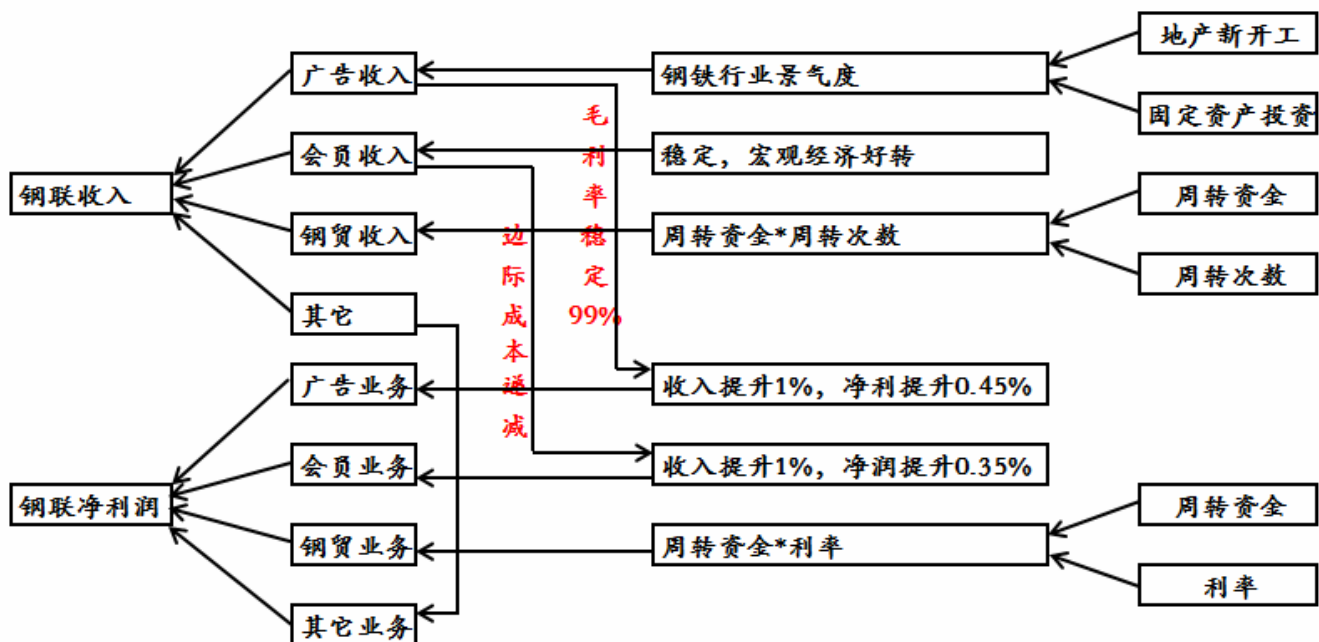 地产新开工
广告收入
钢铁行业景气度
固定资产投资
会员收入
稳定，宏观经济好转
钢联收入
周转资金
钢贸收入
周转资金*周转次数
周转次数
其它
毛利率稳定99%
边际成本递减
广告业务
收入提升1%，净利提升0.45%
会员业务
收入提升1%，净润提升0.35%
钢联净利润
周转资金
钢贸业务
周转资金*利率
利率
其它业务